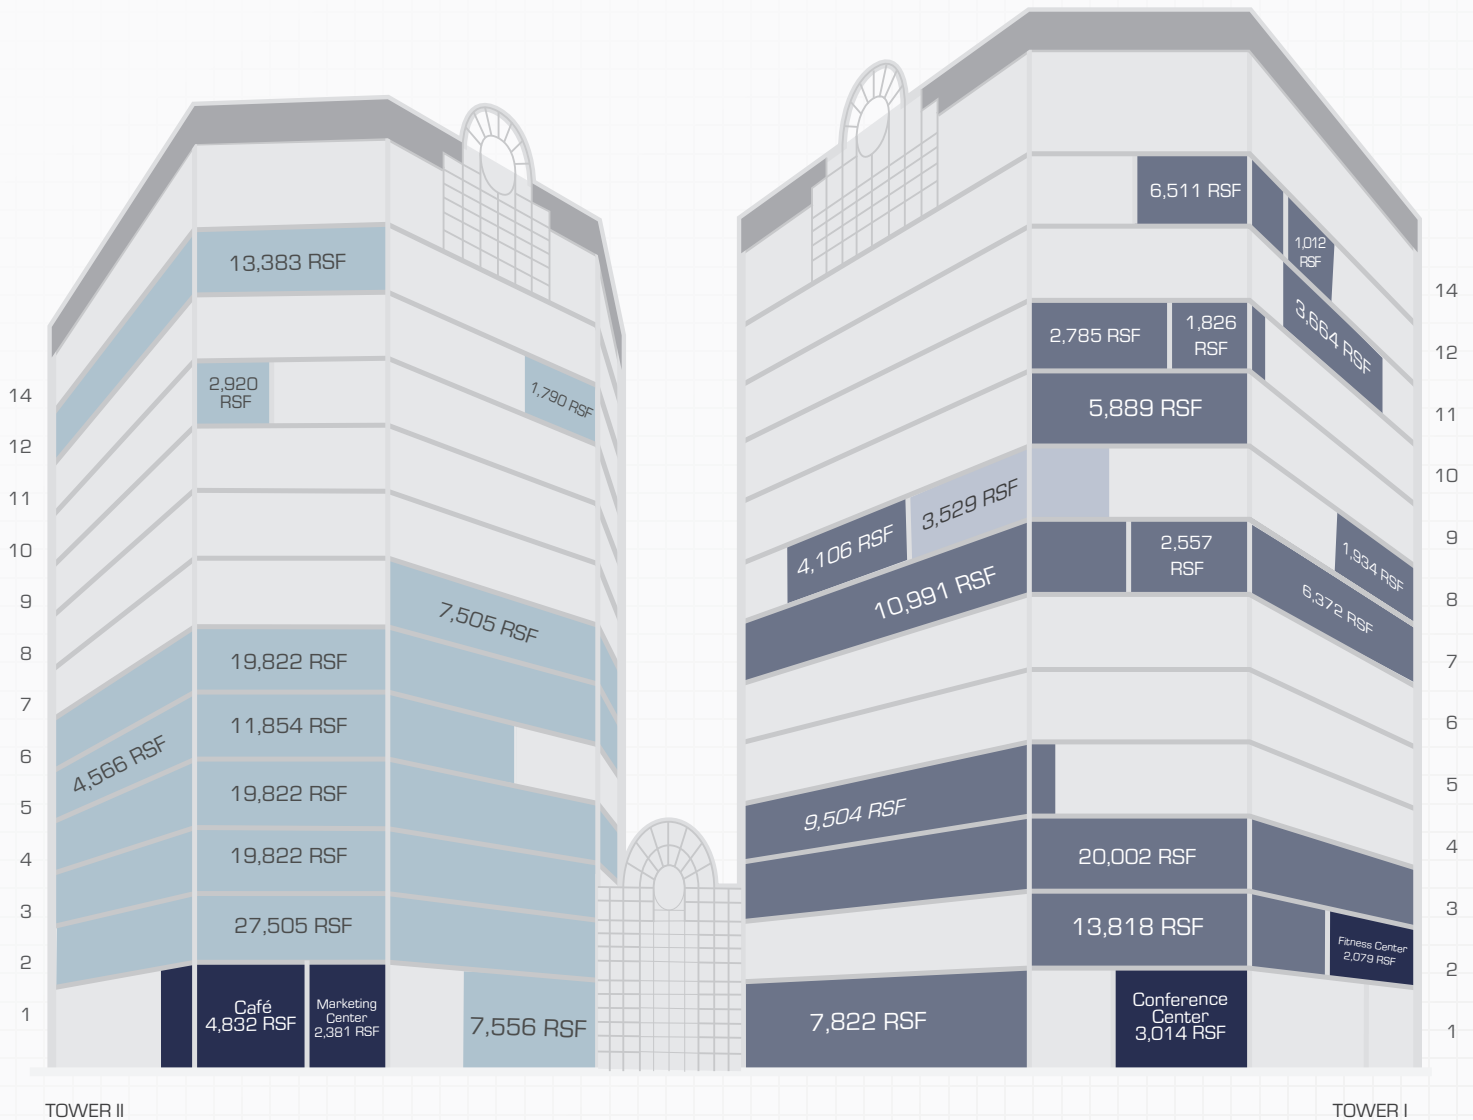 13,383 RSF
2,920
RSF
1,790 RSF
7,505 RSF
19,822 RSF
11,854 RSF
4,566 RSF
19,822 RSF
19,822 RSF
27,505 RSF
Café
4,832 RSF
Marketing
Center
2,381 RSF
7,556 RSF
14
12
11
10
9
8
7
6
5
4
3
2
1
TOWER II
6,511 RSF
1,012
RSF
3,664 RSF
2,785 RSF
1,826
RSF
5,889 RSF
3,529 RSF
4,106 RSF
1,934 RSF
10,991 RSF
2,557
RSF
6,372 RSF
9,504 RSF
20,002 RSF
13,818 RSF
Fitness Center
2,079 RSF
7,822 RSF
Conference
Center
3,014 RSF
14
12
11
10
9
8
7
6
5
4
3
2
1
TOWER I